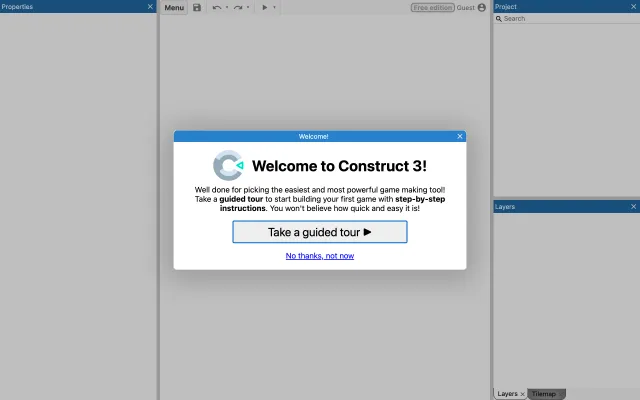 Properties
Menu
Free edition
Guest
Project
Search
Welcome!
Welcome to Construct 3!
Well done for picking the easiest and most powerful game making tool!
Take a guided tour to start building your first game with step-by-step
instructions. You won't believe how quick and easy it is!
Take a guided tour
No thanks, not now
Layers
Layers
Tilemap